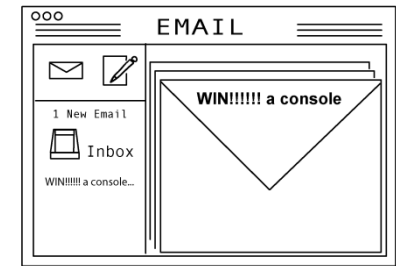 EMAIL
1 New Email
Inbox
WIN!!!!!! a console...
WIN!!!!!! a console